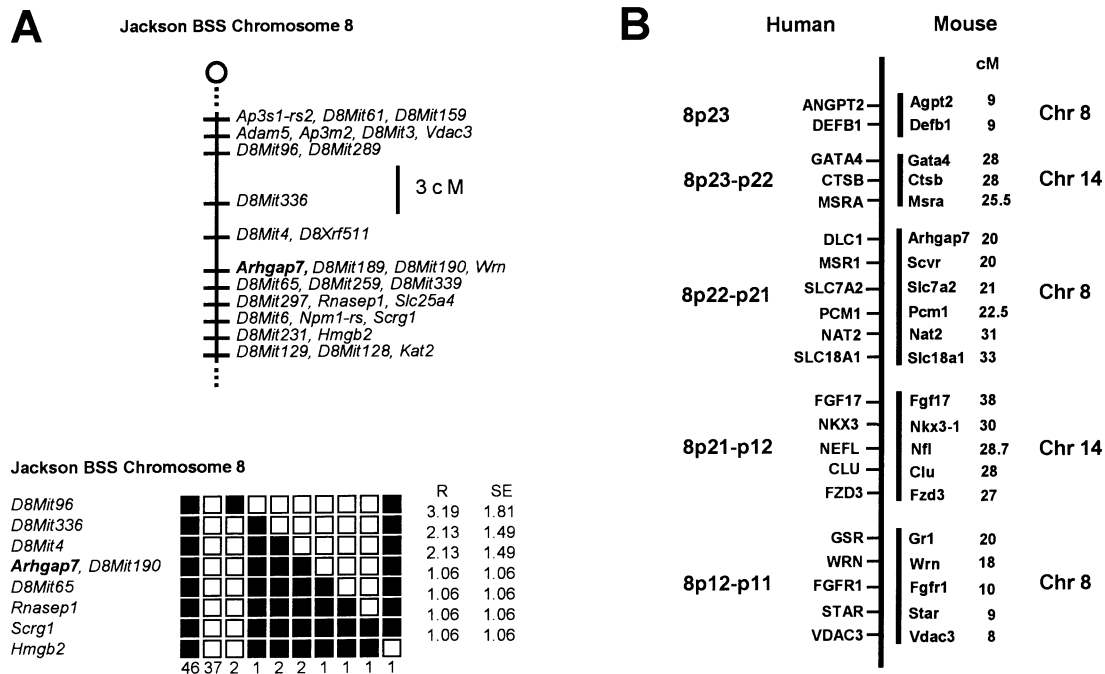 A
Jackson BSS Chromosome 8
Ap3s1-rs2, D8Mit61, D8Mit159
Adam5, Ap3m2, D8Mit3, Vdac3
D8Mit96, D8Mit289
3 c M
D8Mit336
D8Mit4, D8Xrf511
Arhgap7, D8Mit189, D8Mit190, Wrn
D8Mit65, D8Mit259, D8Mit339
D8Mit297, Rnasep1, Slc25a4
D8Mit6, Npm1-rs, Scrg1
D8Mit231, Hmgb2
D8Mit129, D8Mit128, Kat2
Jackson BSS Chromosome 8
R SE
D8Mit96
3.19 1.81
D8Mit336
2.13 1.49
D8Mit4
2.13 1.49
Arhgap7, D8Mit190
1.06 1.06
D8Mit65
1.06 1.06
Rnasep1
1.06 1.06
Scrg1
1.06 1.06
Hmgb2
46 37 2 1 2 2 1 1 1 1
B
Human Mouse
cM
8p23 Chr 8
ANGPT2 Agpt2 9
DEFB1 Defb1 9
8p23-p22 Chr 14
GATA4 Gata4 28
CTSB Ctsb 28
MSRA Msra 25.5
8p22-p21 Chr 8
DLC1 Arhgap7 20
MSR1 Scvr 20
SLC7A2 Slc7a2 21
PCM1 Pcm1 22.5
NAT2 Nat2 31
SLC18A1 Slc18a1 33
8p21-p12 Chr 14
FGF17 Fgf17 38
NKX3 Nkx3-1 30
NEFL Nfl 28.7
CLU Clu 28
FZD3 Fzd3 27
8p12-p11 Chr 8
GSR Gr1 20
WRN Wrn 18
FGFR1 Fgfr1 10
STAR Star 9
VDAC3 Vdac3 8